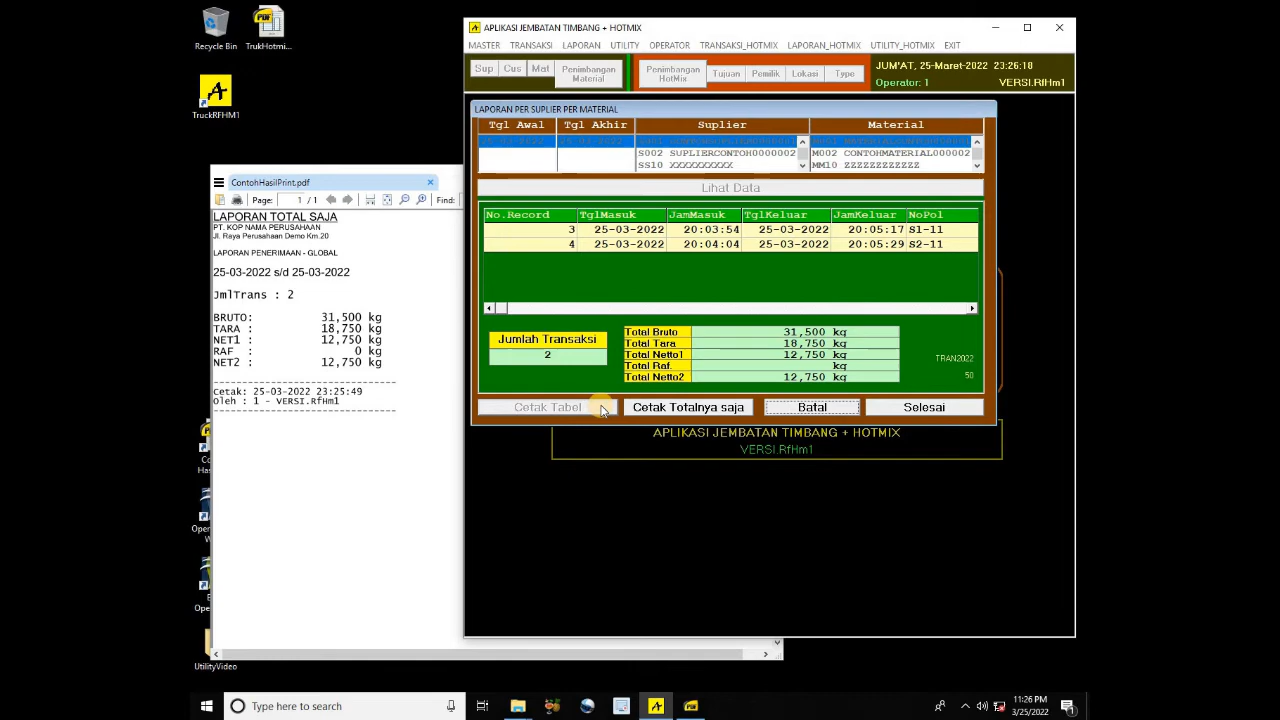 Recycle Bin
TrukHotmi...
TruckRFHM1
ContohHasilPrint.pdf
Page: 1 / 1 Find:
LAPORAN TOTAL SAJA
PT. KOP NAMA PERUSAHAAN
Jl. Raya Perusahaan Demo Km.20
LAPORAN PENERIMAAN - GLOBAL
25-03-2022 s/d 25-03-2022
JmlTrans : 2
BRUTO: 31,500 kg
TARA : 18,750 kg
NET1 : 12,750 kg
RAF : 0 kg
NET2 : 12,750 kg
Cetak: 25-03-2022 23:25:49
Oleh : 1 - VERSI.RfHm1
UtilityVideo
APLIKASI JEMBATAN TIMBANG + HOTMIX
MASTER TRANSAKSI LAPORAN UTILITY OPERATOR TRANSAKSI_HOTMIX LAPORAN_HOTMIX UTILITY_HOTMIX EXIT
Sup Cus Mat Penimbangan Material Penimbangan HotMix Tujuan Pemilik Lokasi Type
JUM'AT, 25-Maret-2022 23:26:18
Operator: 1 VERSI.RfHm1
LAPORAN PER SUPLIER PER MATERIAL
Tgl Awal Tgl Akhir Suplier Material
25-03-2022 25-03-2022
S002 SUPLIERCONTOH0000002 M002 CONTOHMATERIAL000002
SS10 XXXXXXXXXX MM10 ZZZZZZZZZZZZ
Lihat Data
No.Record TglMasuk JamMasuk TglKeluar JamKeluar NoPol
3 25-03-2022 20:03:54 25-03-2022 20:05:17 S1-11
4 25-03-2022 20:04:04 25-03-2022 20:05:29 S2-11
Jumlah Transaksi
2
Total Bruto 31,500 kg
Total Tara 18,750 kg
Total Netto1 12,750 kg
Total Raf. kg
Total Netto2 12,750 kg
TRAN2022
50
Cetak Tabel Cetak Totalnya saja Batal Selesai
APLIKASI JEMBATAN TIMBANG + HOTMIX
VERSI.RfHm1
Type here to search
11:26 PM
3/25/2022